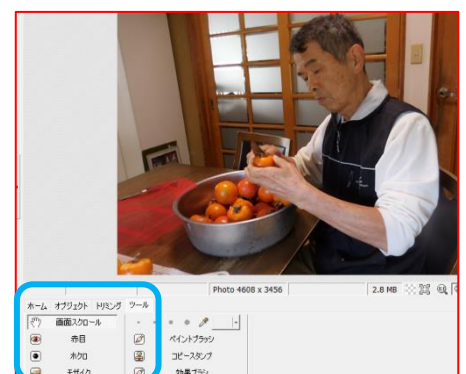 Photo 4608 x 3456 2.8 MB
ホーム オブジェクト トリミング ツール
画面スクロール
赤目 ペイントブラシ
ホクロ コピースタンプ
モザイク 効果ブラシ